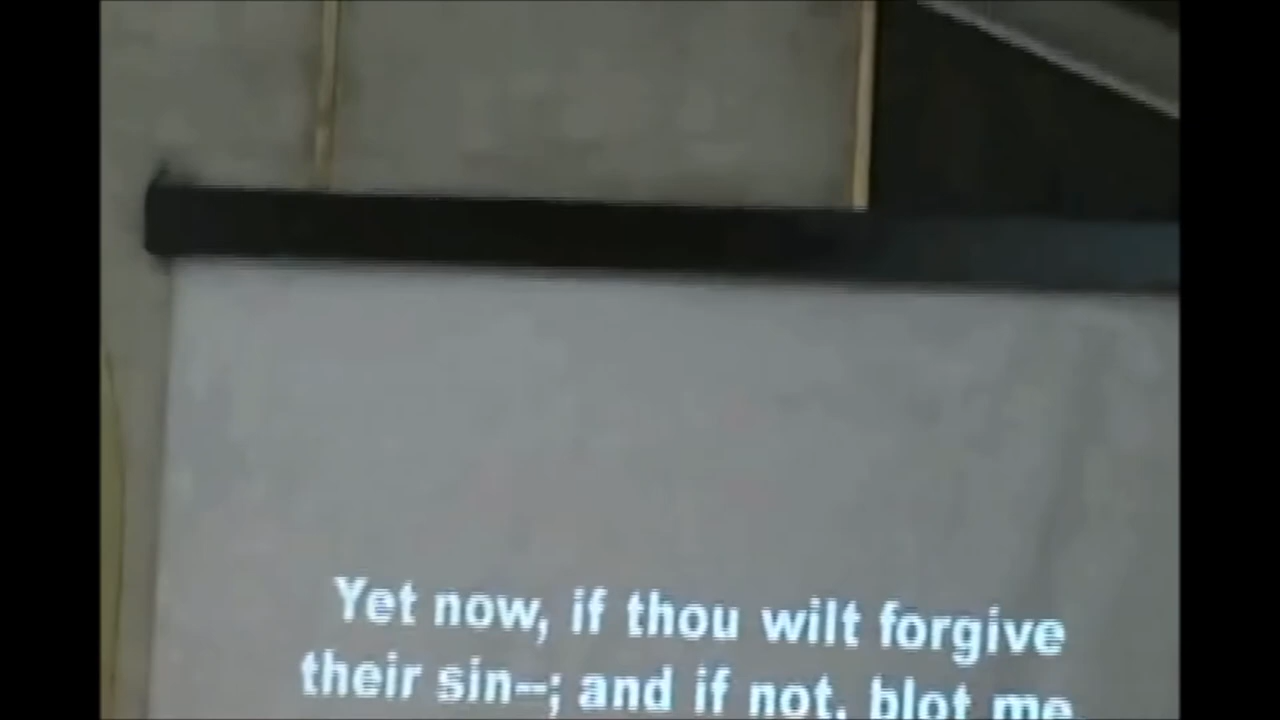 Yet now, if thou wilt forgive
their sin--; and if not, blot me